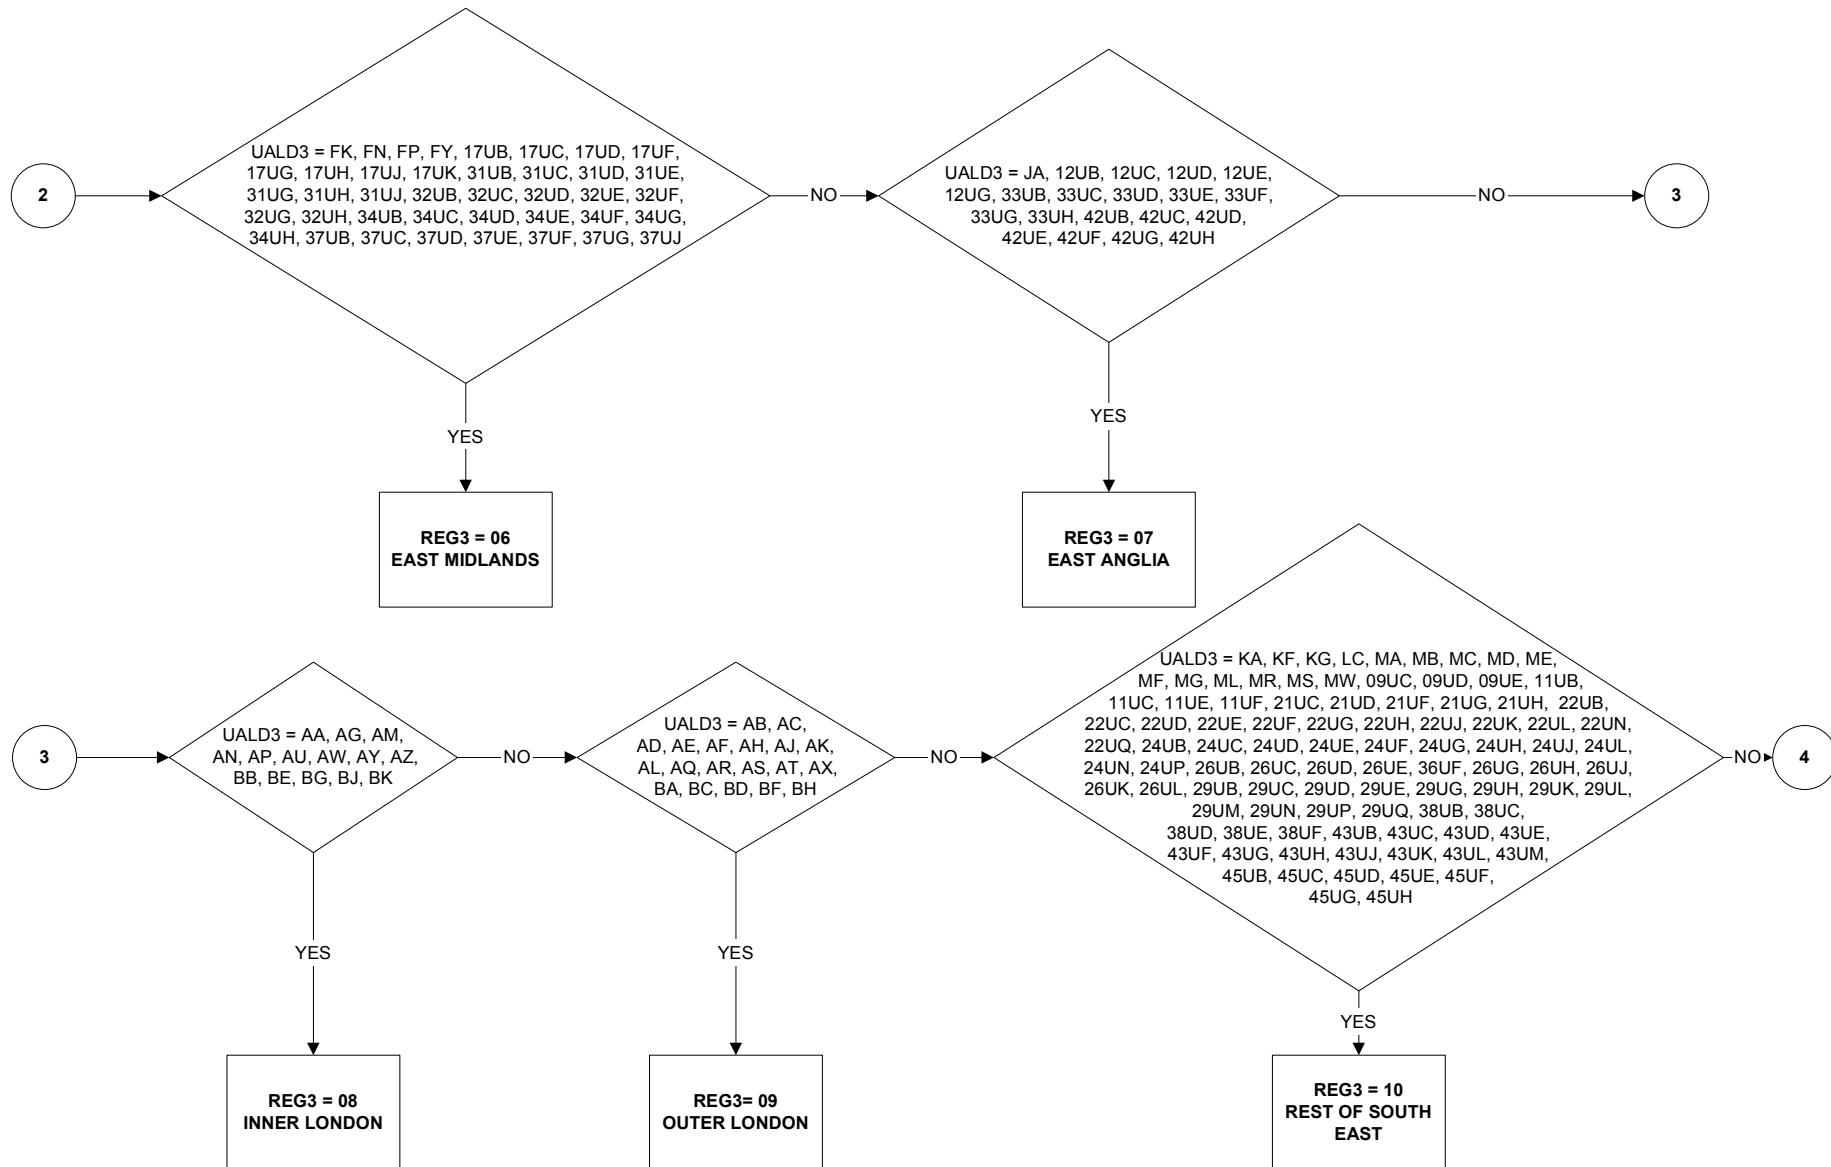 2
UALD3 = FK, FN, FP, FY, 17UB, 17UC, 17UD, 17UF,
17UG, 17UH, 17UJ, 17UK, 31UB, 31UC, 31UD, 31UE,
31UG, 31UH, 31UJ, 32UB, 32UC, 32UD, 32UE, 32UF,
32UG, 32UH, 34UB, 34UC, 34UD, 34UE, 34UF, 34UG,
34UH, 37UB, 37UC, 37UD, 37UE, 37UF, 37UG, 37UJ
NO
UALD3 = JA, 12UB, 12UC, 12UD, 12UE,
12UG, 33UB, 33UC, 33UD, 33UE, 33UF,
33UG, 33UH, 42UB, 42UC, 42UD,
42UE, 42UF, 42UG, 42UH
NO
3
YES
YES
REG3 = 06
EAST MIDLANDS
REG3 = 07
EAST ANGLIA
3
UALD3 = AA, AG, AM,
AN, AP, AU, AW, AY, AZ,
BB, BE, BG, BJ, BK
NO
UALD3 = AB, AC,
AD, AE, AF, AH, AJ, AK,
AL, AQ, AR, AS, AT, AX,
BA, BC, BD, BF, BH
NO
UALD3 = KA, KF, KG, LC, MA, MB, MC, MD, ME,
MF, MG, ML, MR, MS, MW, 09UC, 09UD, 09UE, 11UB,
11UC, 11UE, 11UF, 21UC, 21UD, 21UF, 21UG, 21UH, 22UB,
22UC, 22UD, 22UE, 22UF, 22UG, 22UH, 22UJ, 22UK, 22UL, 22UN,
22UQ, 24UB, 24UC, 24UD, 24UE, 24UF, 24UG, 24UH, 24UJ, 24UL,
24UN, 24UP, 26UB, 26UC, 26UD, 26UE, 36UF, 26UG, 26UH, 26UJ,
26UK, 26UL, 29UB, 29UC, 29UD, 29UE, 29UG, 29UH, 29UK, 29UL,
29UM, 29UN, 29UP, 29UQ, 38UB, 38UC,
38UD, 38UE, 38UF, 43UB, 43UC, 43UD, 43UE,
43UF, 43UG, 43UH, 43UJ, 43UK, 43UL, 43UM,
45UB, 45UC, 45UD, 45UE, 45UF,
45UG, 45UH
NO
4
YES
YES
YES
REG3 = 08
INNER LONDON
REG3= 09
OUTER LONDON
REG3 = 10
REST OF SOUTH
EAST